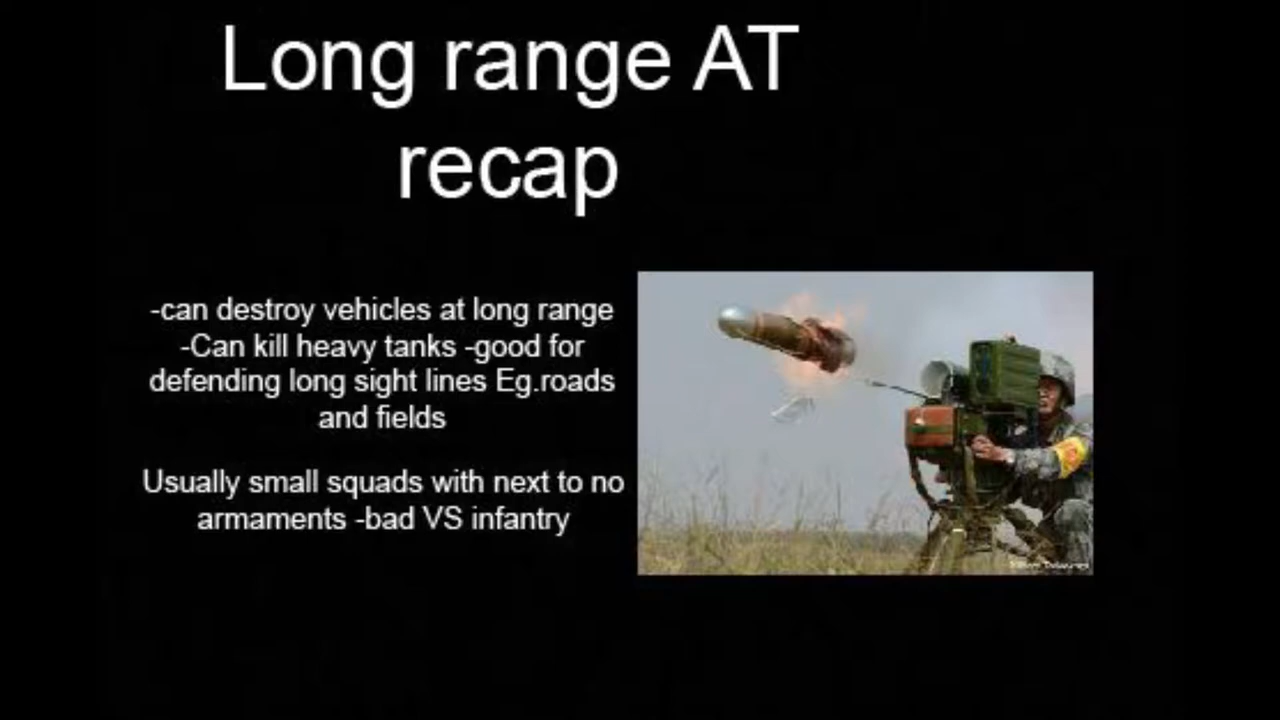 Long range AT
recap
-can destroy vehicles at long range
-Can kill heavy tanks -good for
defending long sight lines Eg.roads
and fields
Usually small squads with next to no
armaments -bad VS infantry